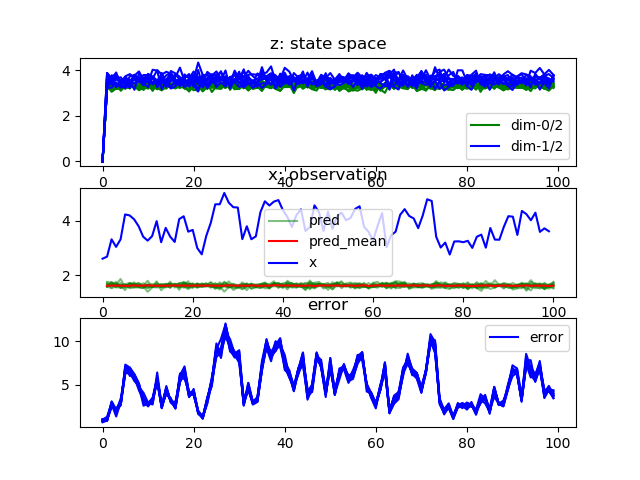 z: state space
4
2
0
dim-0/2
dim-1/2
0 20 40 60 80 100
x: observation
4
2
pred
pred_mean
x
0 20 40 60 80 100
error
10
5
error
0 20 40 60 80 100